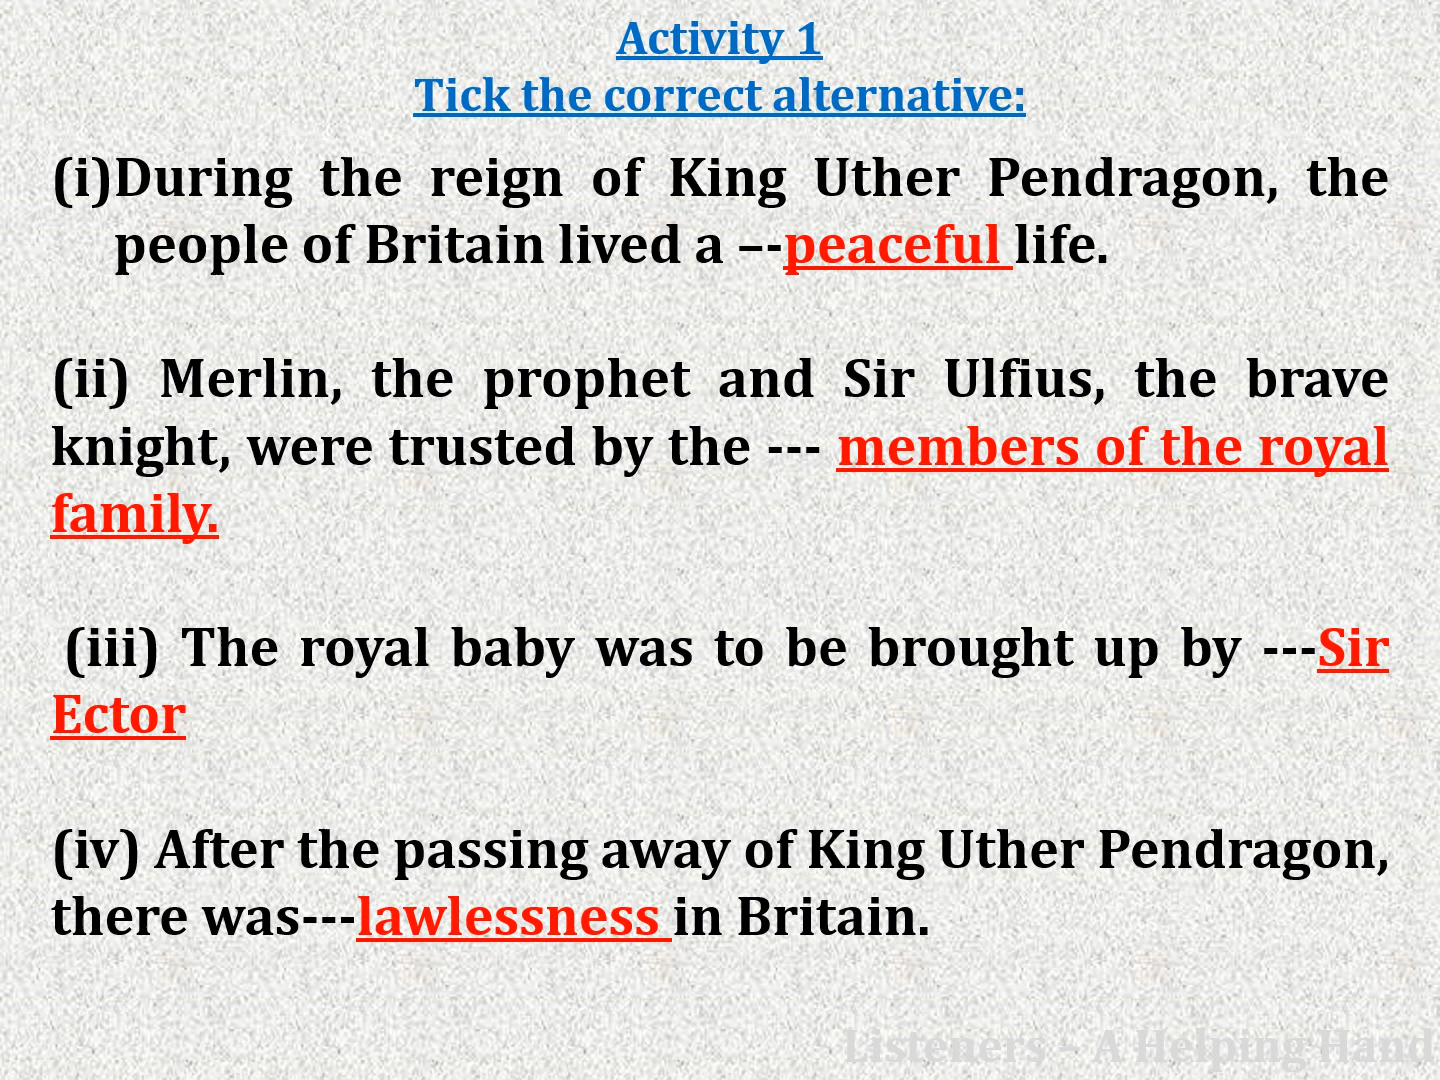 Activity 1
Tick the correct alternative:
(i)During the reign of King Uther Pendragon, the
people of Britain lived a –-peaceful life.
(ii) Merlin, the prophet and Sir Ulfius, the brave
knight, were trusted by the --- members of the royal
family.
(iii) The royal baby was to be brought up by ---Sir
Ector
(iv) After the passing away of King Uther Pendragon,
there was---lawlessness in Britain.
Listeners – A Helping Hand